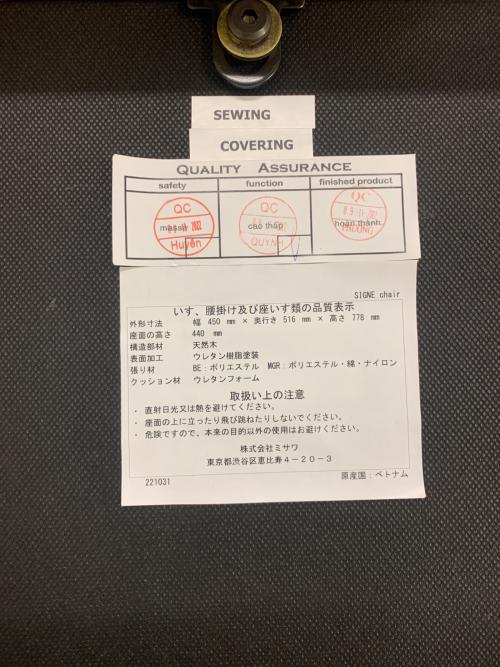 SEWING
COVERING
QUALITY ASSURANCE
safety function finished product
QC QC QC
massir cao thấp hoàn thành
Huyền QUYNH PHUONG
SIGNE chair
いす、腰掛け及び座いす類の品質表示
外形寸法 幅 450 mm × 奥行き 516 mm × 高さ 778 mm
座面の高さ 440 mm
構造部材 天然木
表面加工 ウレタン樹脂塗装
張り材 BE:ポリエステル MGR:ポリエステル・綿・ナイロン
クッション材 ウレタンフォーム
取扱い上の注意
・ 直射日光又は熱を避けてください。
・ 座面の上に立ったり飛び跳ねたりしないでください。
・ 危険ですので、本来の目的以外の使用はお避けください。
株式会社ミサワ
東京都渋谷区恵比寿4-20-3
221031 原産国:ベトナム